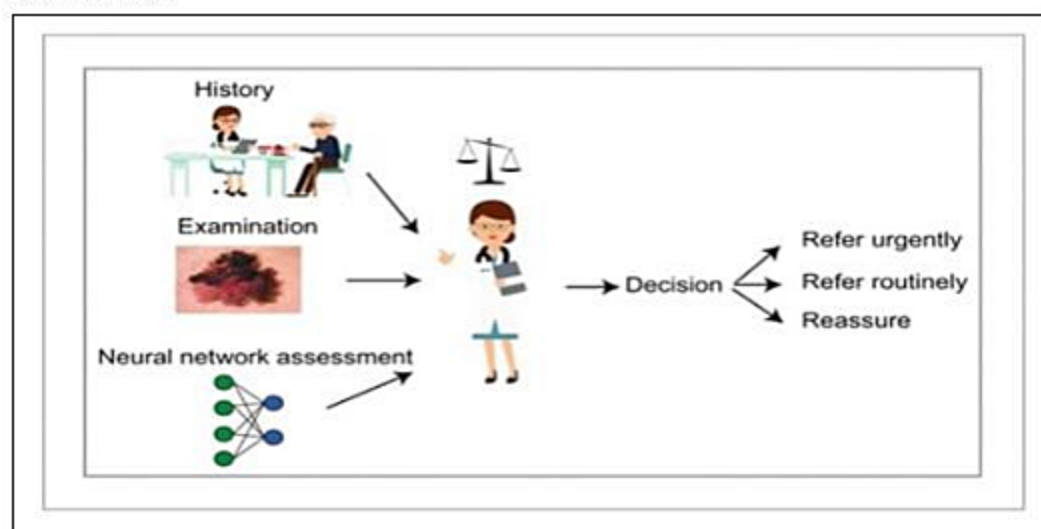 History
Examination
Neural network assessment
Decision
Refer urgently
Refer routinely
Reassure